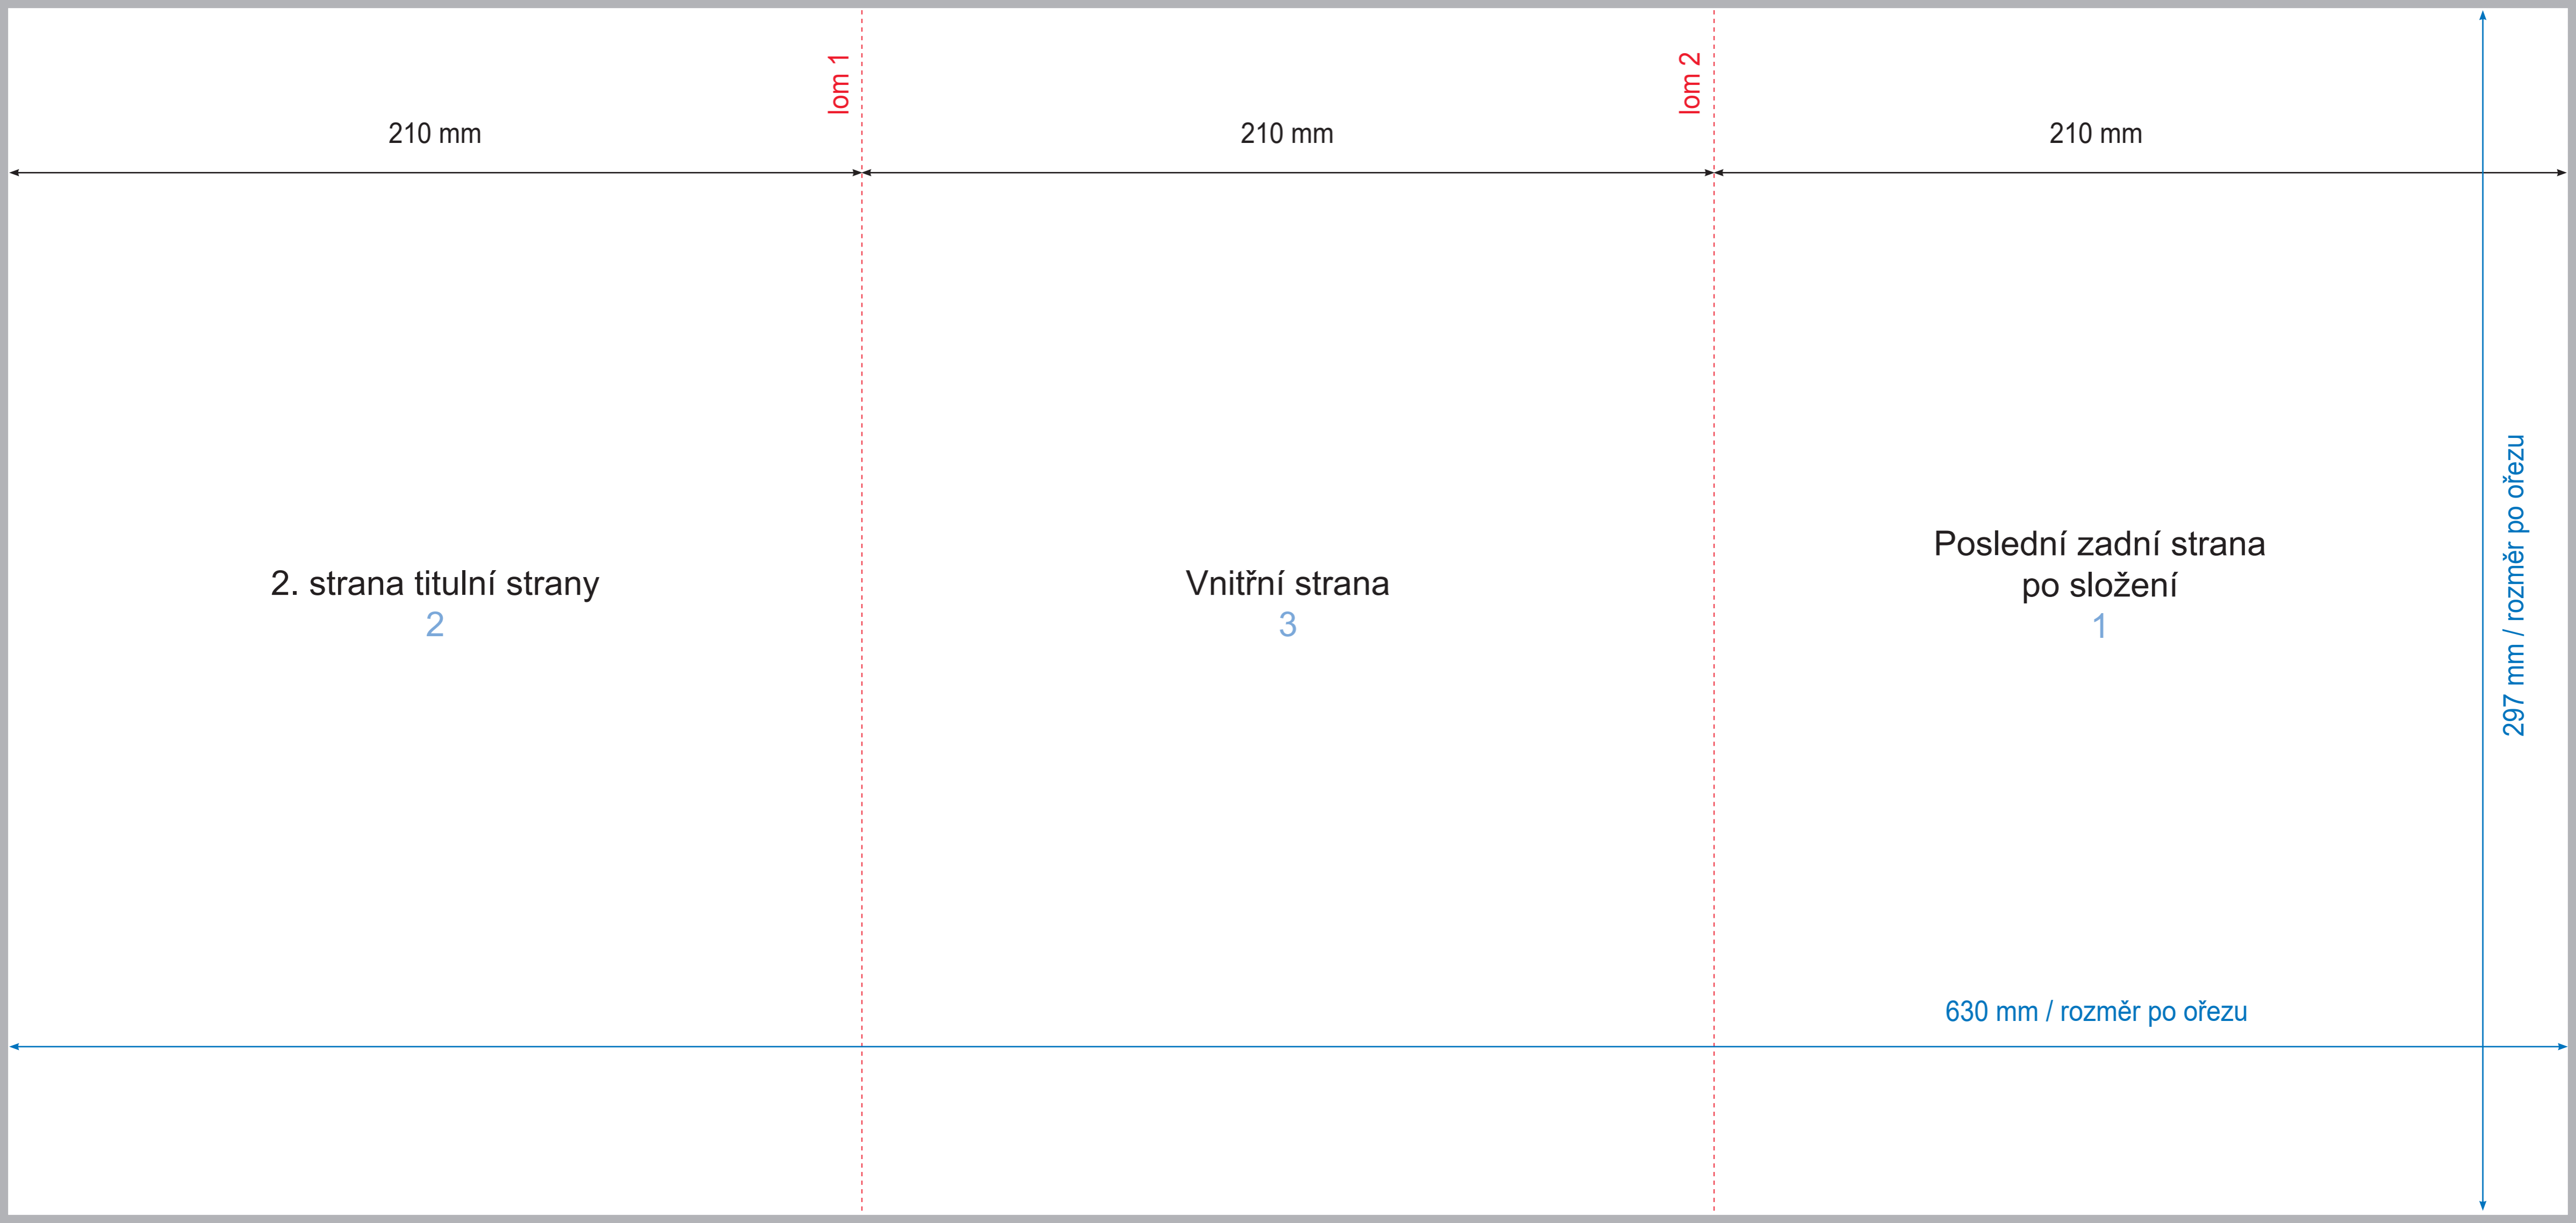 lom 1
lom 2
210 mm
210 mm
210 mm
2. strana titulní strany
2
Vnitřní strana
3
Poslední zadní strana
po složení
1
297 mm / rozměr po ořezu
630 mm / rozměr po ořezu